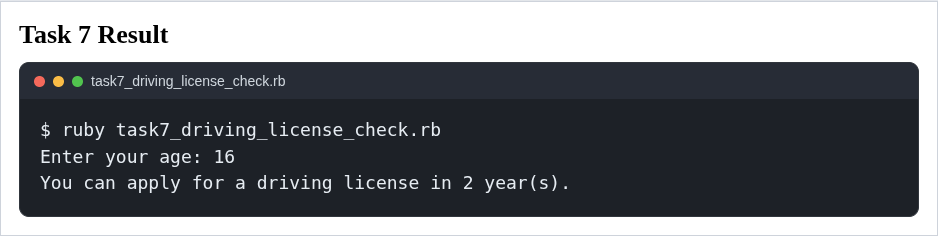 Task 7 Result
task7_driving_license_check.rb
$ ruby task7_driving_license_check.rb
Enter your age: 16
You can apply for a driving license in 2 year(s).